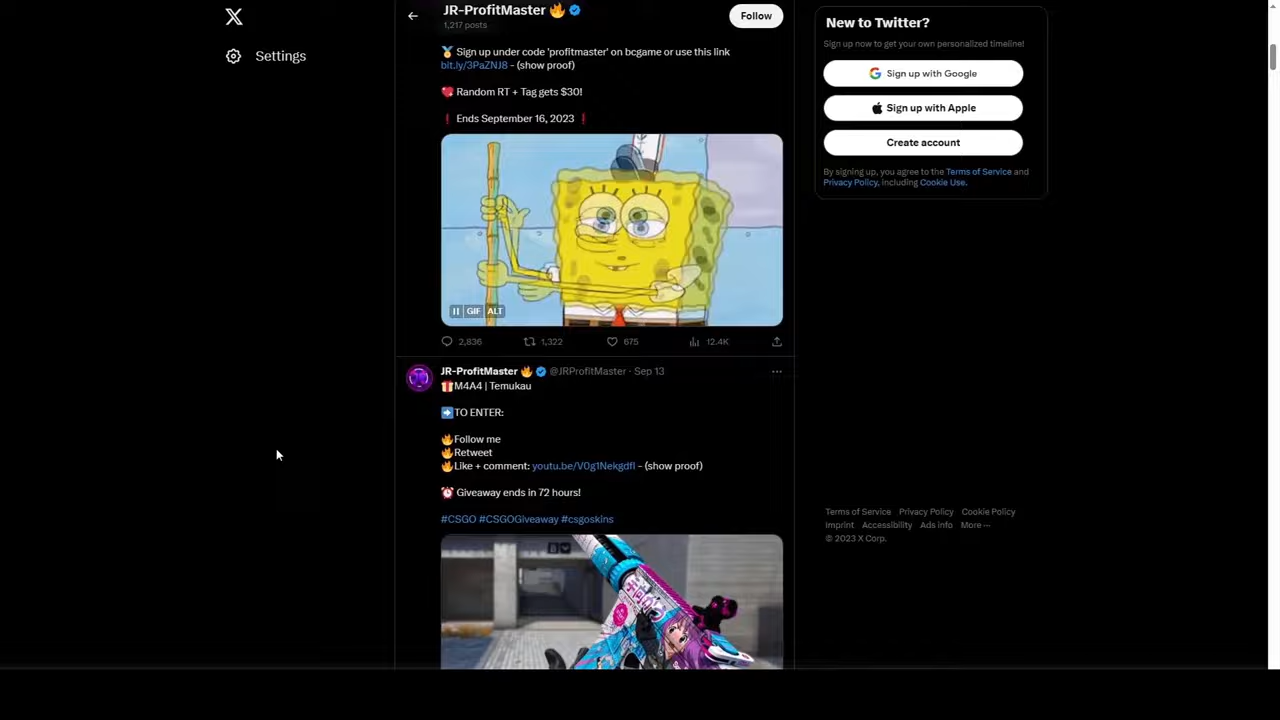 JR-ProfitMaster 🔥
1,217 posts
Follow
Settings
🏅 Sign up under code 'profitmaster' on bcgame or use this link
bit.ly/3PaZNJ8 - (show proof)
💖 Random RT + Tag gets $30!
❗ Ends September 16, 2023 ❗
GIF ALT
2,836 1,322 675 12.4K
JR-ProfitMaster 🔥 @JRProfitMaster · Sep 13
🎁M4A4 | Temukau
➡️TO ENTER:
🔥Follow me
🔥Retweet
🔥Like + comment: youtu.be/V0g1Nekgdfl - (show proof)
⏰ Giveaway ends in 72 hours!
#CSGO #CSGOGiveaway #csgoskins
New to Twitter?
Sign up now to get your own personalized timeline!
Sign up with Google
Sign up with Apple
Create account
By signing up, you agree to the Terms of Service and
Privacy Policy, including Cookie Use.
Terms of Service Privacy Policy Cookie Policy
Imprint Accessibility Ads info More ···
© 2023 X Corp.